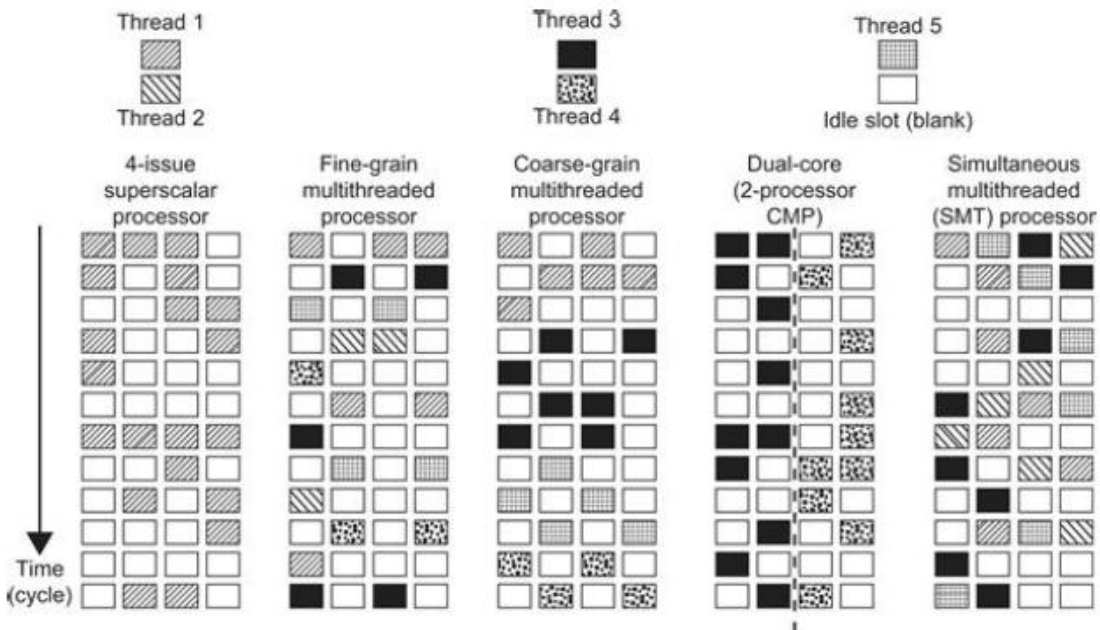 Thread 1
Thread 2
Thread 3
Thread 4
Thread 5
Idle slot (blank)
4-issue
superscalar
processor
Fine-grain
multithreaded
processor
Coarse-grain
multithreaded
processor
Dual-core
(2-processor
CMP)
Simultaneous
multithreaded
(SMT) processor
Time
(cycle)